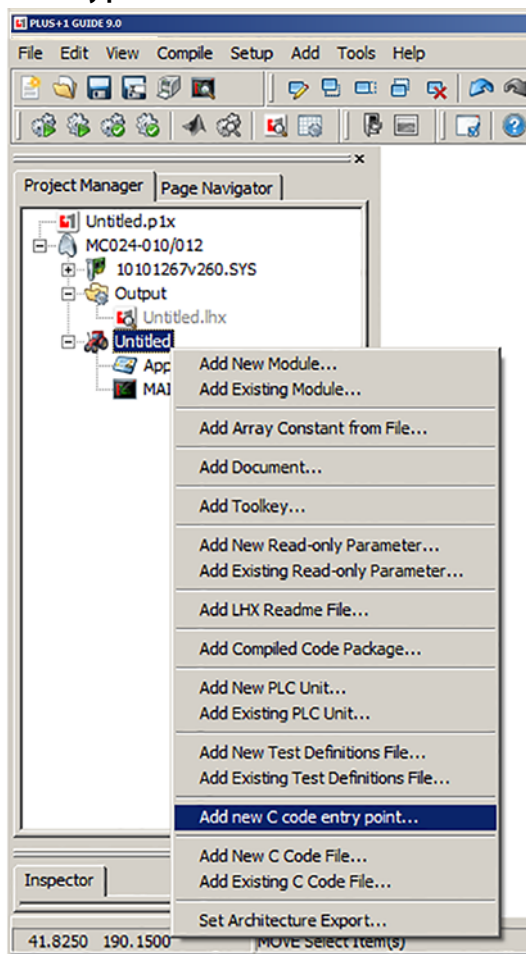 PLUS+1 GUIDE 9.0
File Edit View Compile Setup Add Tools Help
Project Manager Page Navigator
Untitled.p1x
MC024-010/012
10101267v260.SYS
Output
Untitled.lhx
Untitled
App
MAI
Add New Module...
Add Existing Module...
Add Array Constant from File...
Add Document...
Add Toolkey...
Add New Read-only Parameter...
Add Existing Read-only Parameter...
Add LHX Readme File...
Add Compiled Code Package...
Add New PLC Unit...
Add Existing PLC Unit...
Add New Test Definitions File...
Add Existing Test Definitions File...
Add new C code entry point...
Add New C Code File...
Add Existing C Code File...
Set Architecture Export...
Inspector
41.8250 190.1500 MOVE Select Item(s)